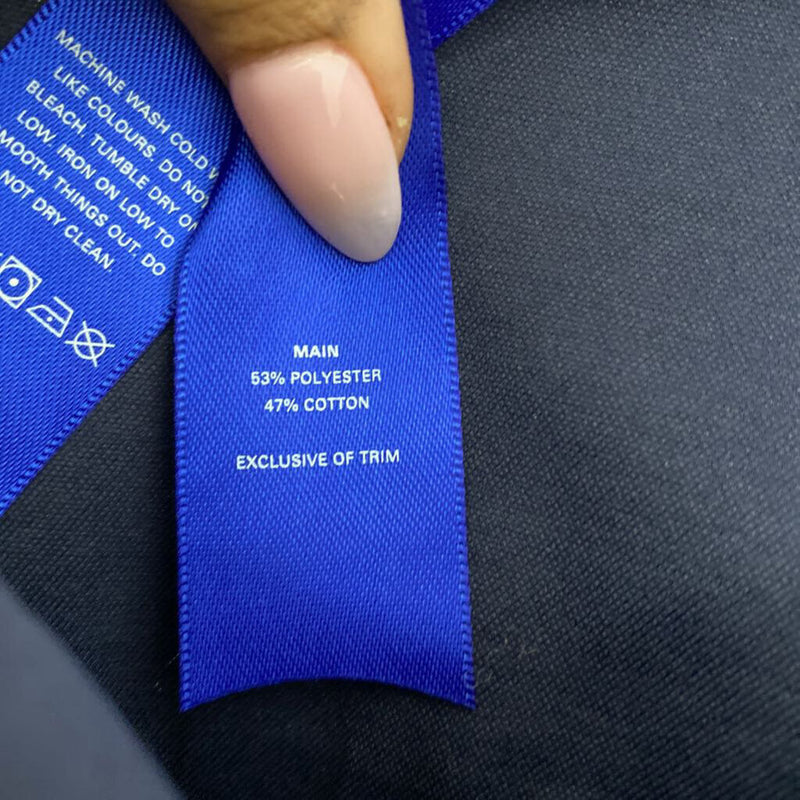 MACHINE WASH COLD
LIKE COLOURS. DO NOT
BLEACH. TUMBLE DRY ON
LOW. IRON ON LOW TO
SMOOTH THINGS OUT. DO
NOT DRY CLEAN.
MAIN
53% POLYESTER
47% COTTON
EXCLUSIVE OF TRIM